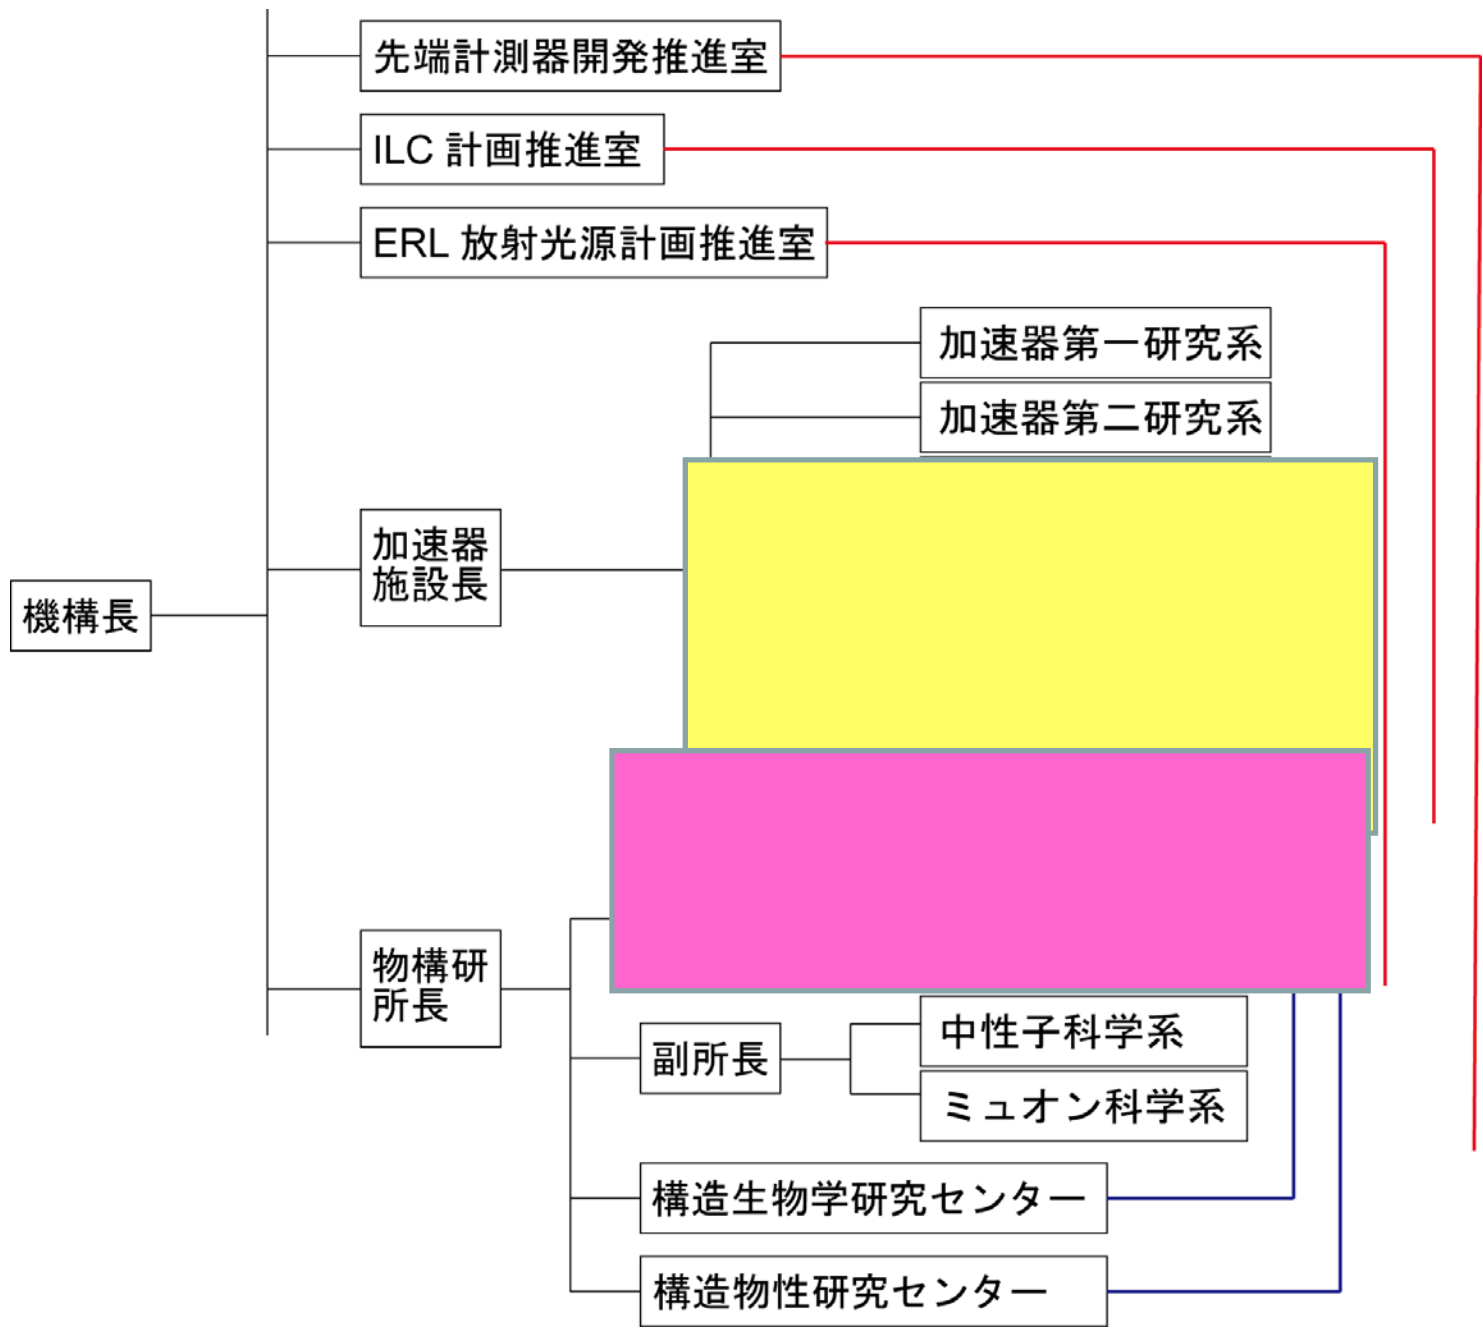 先端計測器開発推進室
ILC 計画推進室
ERL 放射光源計画推進室
加速器第一研究系
加速器第二研究系
加速器
施設長
機構長
物構研
所長
中性子科学系
副所長
ミュオン科学系
構造生物学研究センター
構造物性研究センター